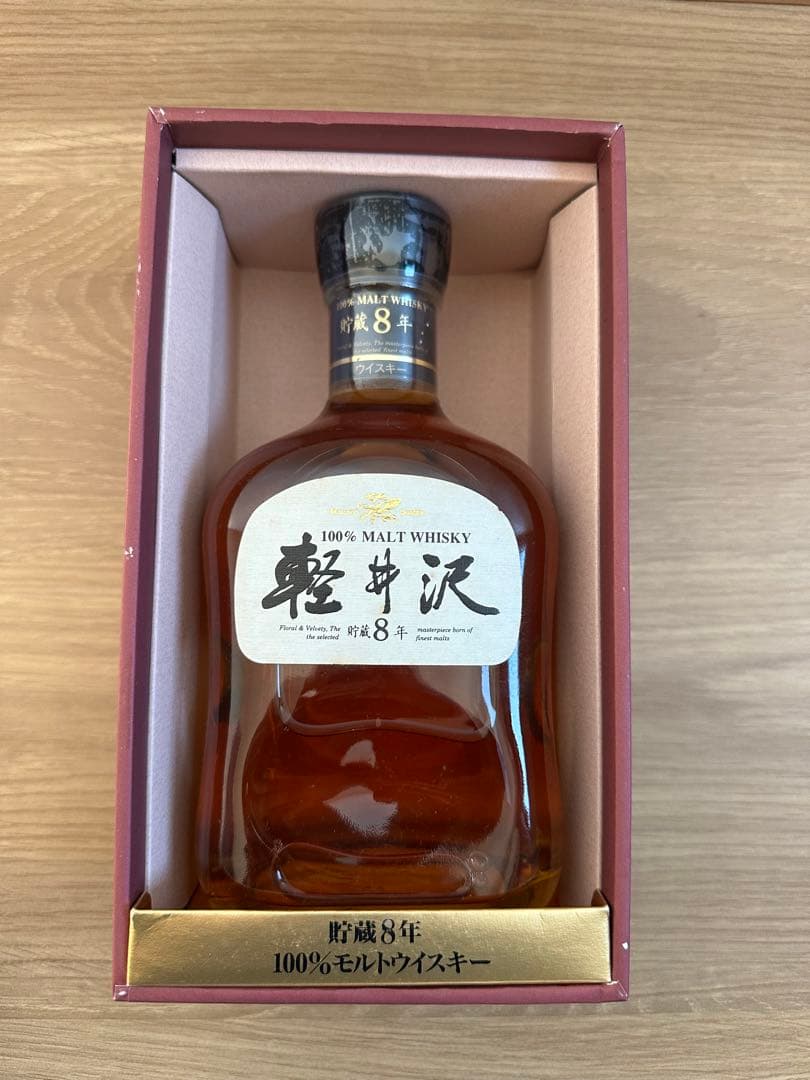 100% MALT WHISKY
貯蔵8年
ウイスキー
100% MALT WHISKY
軽井沢
Floral & Velvety, The
the selected
貯蔵8年
masterpiece born of
finest malts
貯蔵8年
100%モルトウイスキー